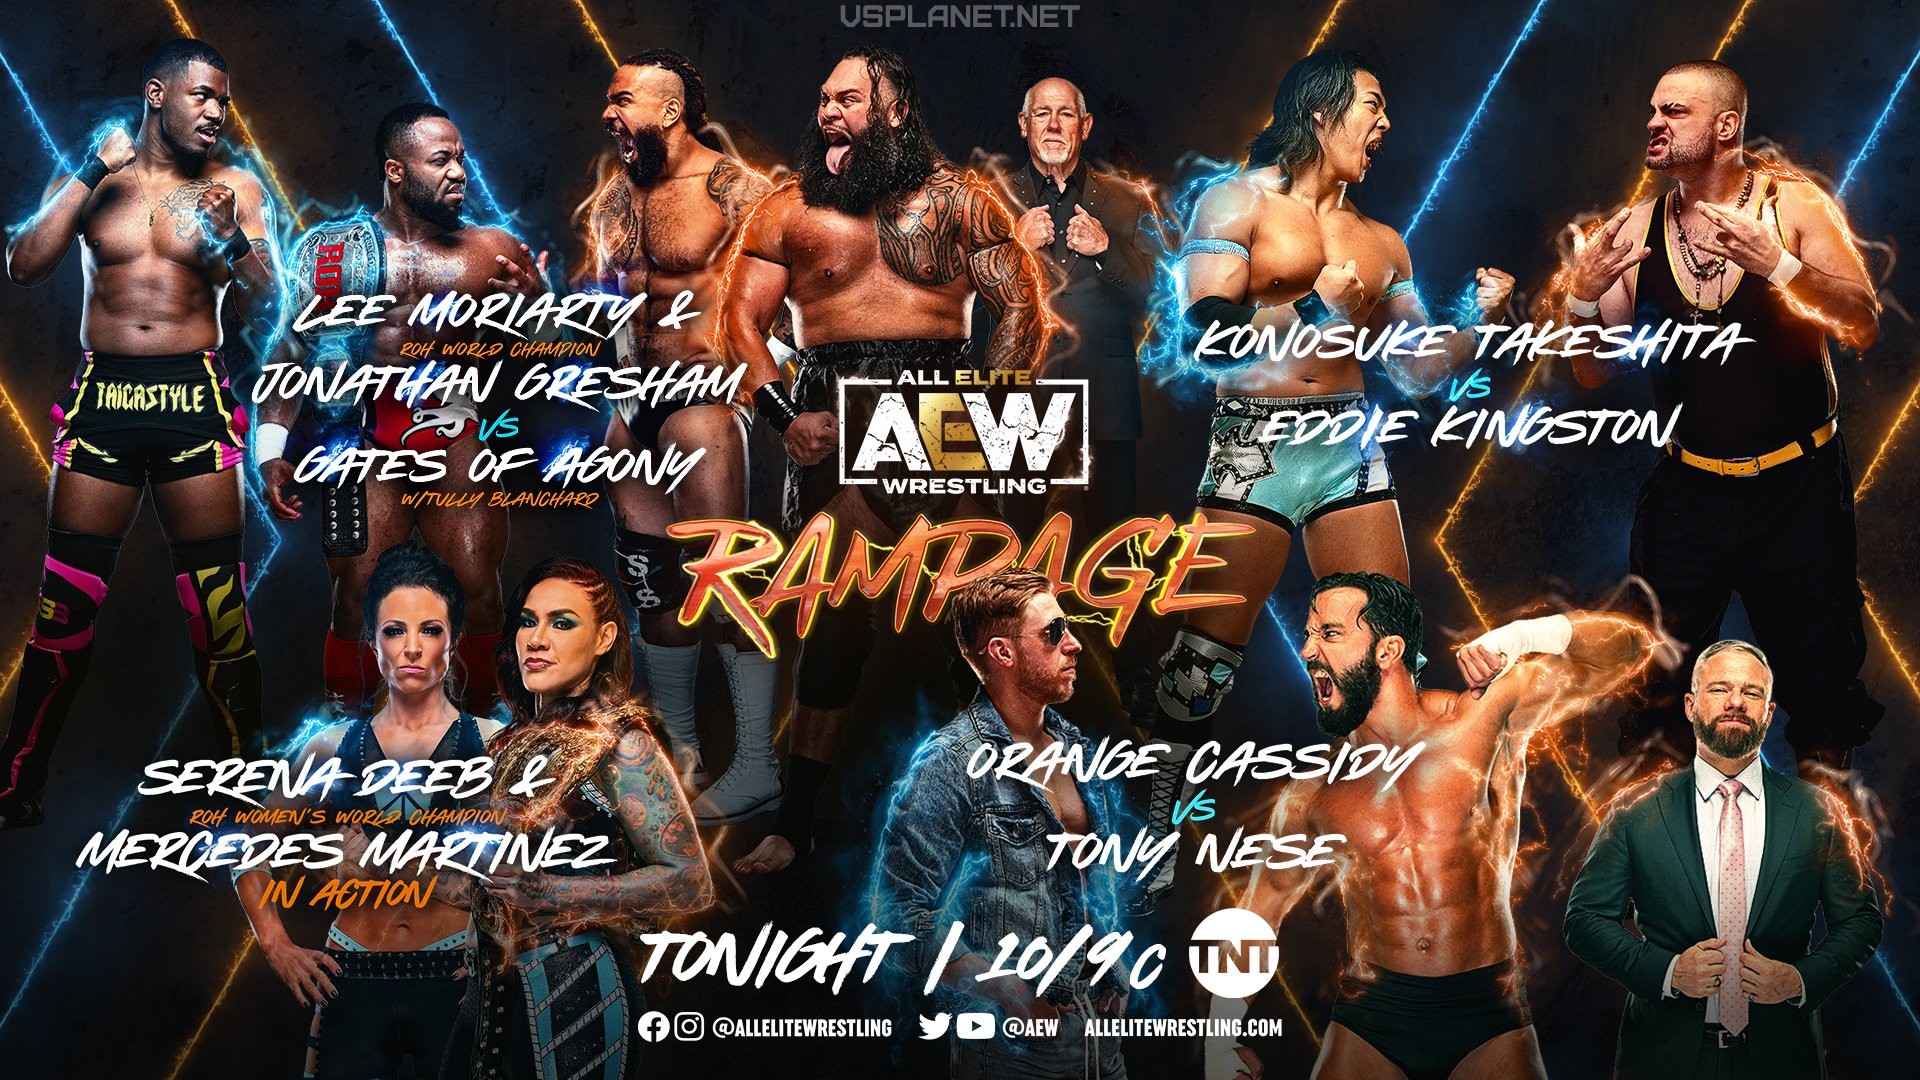 VSPLANET.NET
LEE MORIARTY &
ROH WORLD CHAMPION
JONATHAN GRESHAM
VS
GATES OF AGONY
W/TULLY BLANCHARD
ALL ELITE
AEW
WRESTLING
RAMPAGE
KONOSUKE TAKESHITA
VS
EDDIE KINGSTON
TAIGASTYLE
ROH
SERENA DEEB &
ROH WOMEN'S WORLD CHAMPION
MERCEDES MARTINEZ
IN ACTION
ORANGE CASSIDY
VS
TONY NESE
TONIGHT / 10/9C TNT
@ALLELITEWRESTLING @AEW ALLELITEWRESTLING.COM